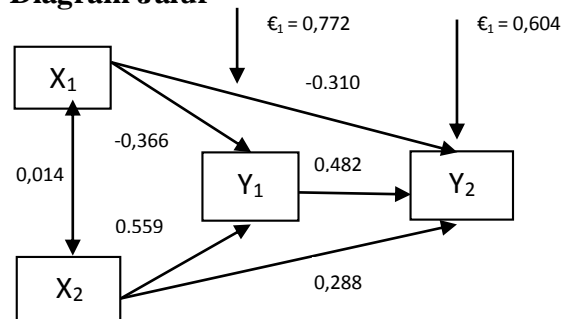 Diagram Jalur
€₁ = 0,772
€₁ = 0,604
X₁
-0.310
-0,366
0,014
Y₁
0,482
Y₂
0.559
X₂
0,288